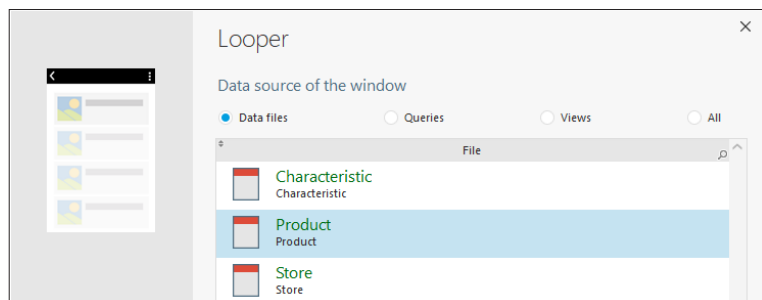 Looper
Data source of the window
Data files Queries Views All
File
Characteristic
Characteristic
Product
Product
Store
Store